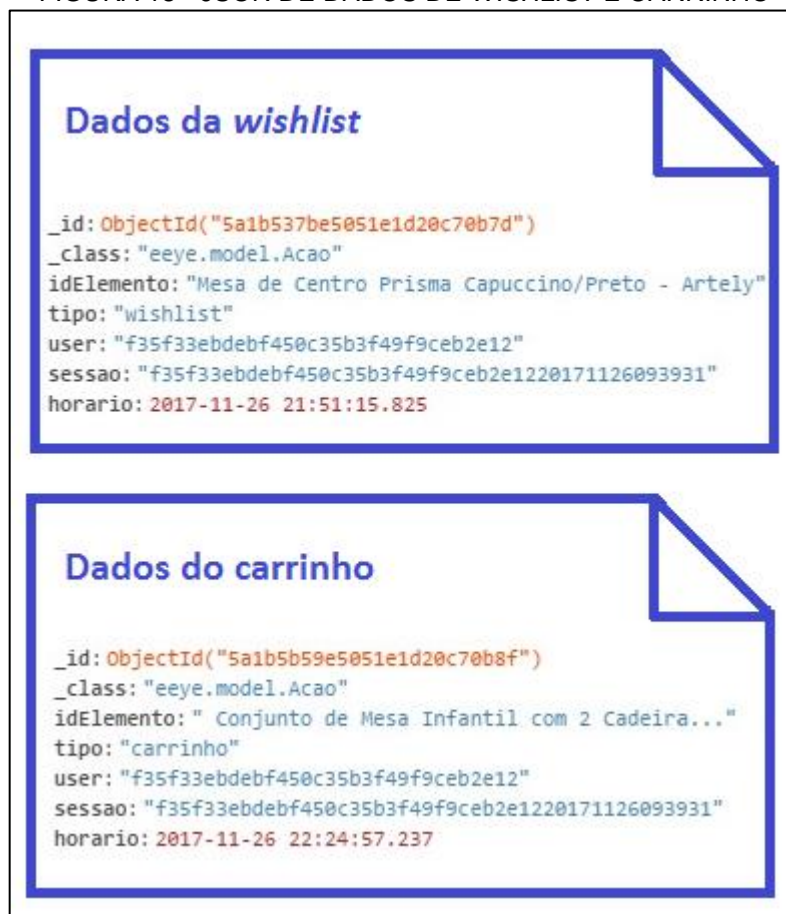 Dados da wishlist
_id: ObjectId("5a1b537be5051e1d20c70b7d")
_class: "eeye.model.Acao"
idElemento: "Mesa de Centro Prisma Capuccino/Preto - Artely"
tipo: "wishlist"
user: "f35f33ebdebf450c35b3f49f9ceb2e12"
sessao: "f35f33ebdebf450c35b3f49f9ceb2e1220171126093931"
horario: 2017-11-26 21:51:15.825
Dados do carrinho
_id: ObjectId("5a1b5b59e5051e1d20c70b8f")
_class: "eeye.model.Acao"
idElemento: " Conjunto de Mesa Infantil com 2 Cadeira..."
tipo: "carrinho"
user: "f35f33ebdebf450c35b3f49f9ceb2e12"
sessao: "f35f33ebdebf450c35b3f49f9ceb2e1220171126093931"
horario: 2017-11-26 22:24:57.237